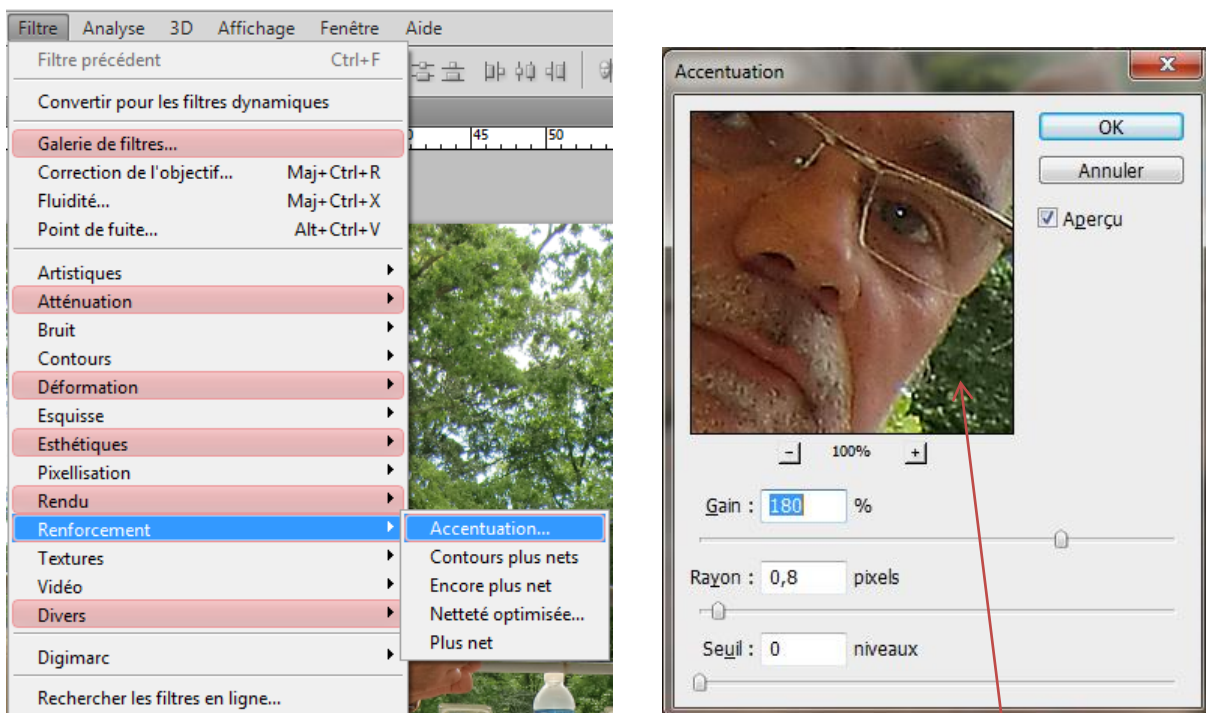 Filtre Analyse 3D Affichage Fenêtre Aide
Filtre précédent Ctrl+F
Convertir pour les filtres dynamiques
Galerie de filtres...
Correction de l'objectif... Maj+Ctrl+R
Fluidité... Maj+Ctrl+X
Point de fuite... Alt+Ctrl+V
Artistiques
Atténuation
Bruit
Contours
Déformation
Esquisse
Esthétiques
Pixellisation
Rendu
Renforcement
Textures
Vidéo
Divers
Digimarc
Rechercher les filtres en ligne...
Accentuation...
Contours plus nets
Encore plus net
Netteté optimisée...
Plus net
45 50
Accentuation
OK
Annuler
Aperçu
- 100% +
Gain : 180 %
Rayon : 0,8 pixels
Seuil : 0 niveaux